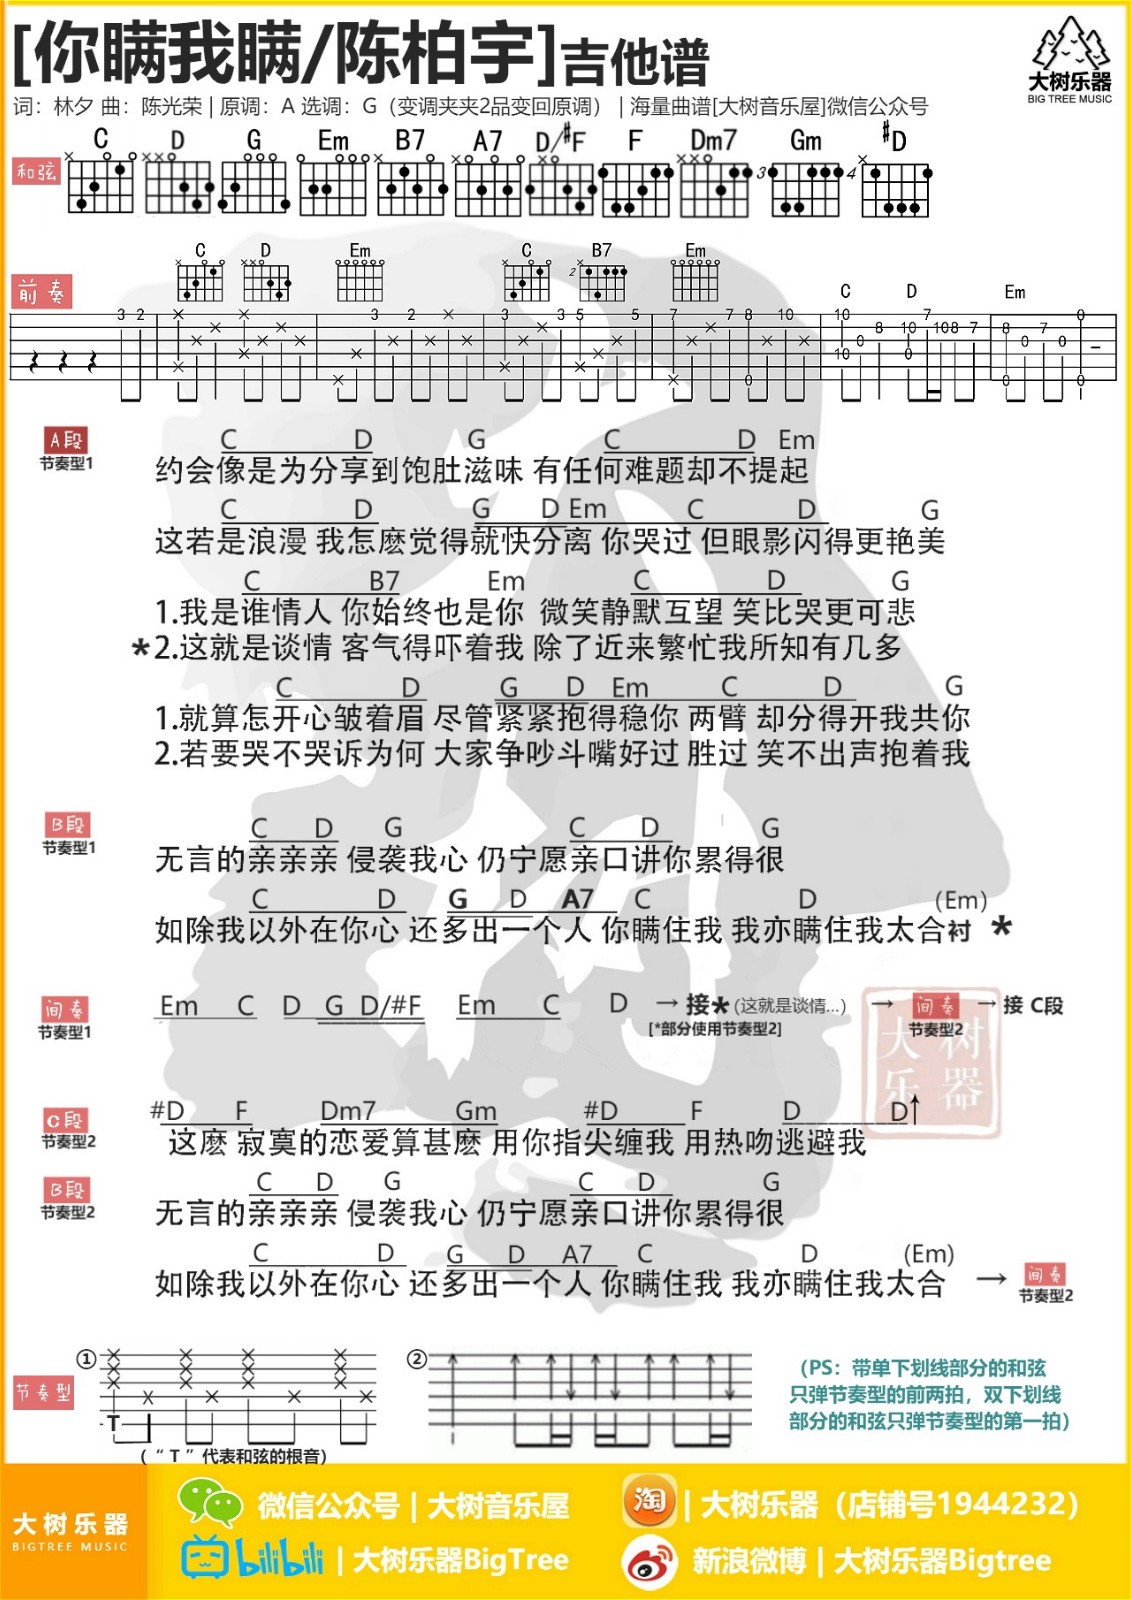 [你瞒我瞒/陈柏宇]吉他谱
大树乐器
BIG TREE MUSIC
词：林夕 曲：陈光荣 | 原调：A 选调：G（变调夹夹2品变回原调） | 海量曲谱[大树音乐屋]微信公众号
和弦
C D G Em B7 A7 D/#F F Dm7 Gm #D
3 4
前奏
C D Em C B7 Em
2
C D Em
3 2 3 2 3 3 5 5 7 7 8 10 10 8 7 8 7 0
0 10 10 8 7
0 0
10 0
0 0 0
A段
节奏型1
C D G C D Em
约会像是为分享到饱肚滋味 有任何难题却不提起
C D G D Em C D G
这若是浪漫 我怎麽觉得就快分离 你哭过 但眼影闪得更艳美
C B7 Em C D G
1.我是谁情人 你始终也是你 微笑静默互望 笑比哭更可悲
*2.这就是谈情 客气得吓着我 除了近来繁忙我所知有几多
C D G D Em C D G
1.就算怎开心皱着眉 尽管紧紧抱得稳你 两臂 却分得开我共你
2.若要哭不哭诉为何 大家争吵斗嘴好过 胜过 笑不出声抱着我
B段
节奏型1
C D G C D G
无言的亲亲亲 侵袭我心 仍宁愿亲口讲你累得很
C D G D A7 C D (Em)
如除我以外在你心 还多出一个人 你瞒住我 我亦瞒住我太合衬 *
间奏
节奏型1
Em C D G D/#F Em C D → 接*(这就是谈情...) → 间奏 → 接 C段
[*部分使用节奏型2] 节奏型2
大树乐器
C段
节奏型2
#D F Dm7 Gm #D F D D↑
这麽 寂寞的恋爱算甚麽 用你指尖缠我 用热吻逃避我
B段
节奏型2
C D G C D G
无言的亲亲亲 侵袭我心 仍宁愿亲口讲你累得很
C D G D A7 C D (Em)
如除我以外在你心 还多出一个人 你瞒住我 我亦瞒住我太合 → 间奏
节奏型2
节奏型
① T
②
(“T”代表和弦的根音)
（PS：带单下划线部分的和弦
只弹节奏型的前两拍，双下划线
部分的和弦只弹节奏型的第一拍）
大树乐器
BIGTREE MUSIC
微信公众号 | 大树音乐屋
淘 | 大树乐器（店铺号1944232）
bilibili | 大树乐器BigTree
新浪微博 | 大树乐器Bigtree